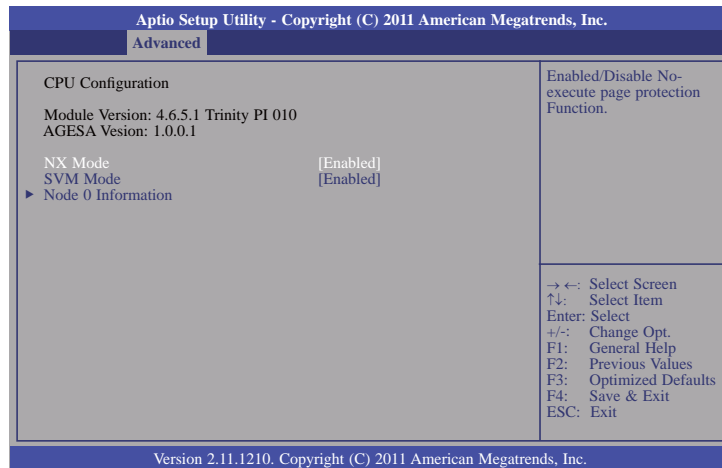 Aptio Setup Utility - Copyright (C) 2011 American Megatrends, Inc.
Advanced
CPU Configuration
Module Version: 4.6.5.1 Trinity PI 010
AGESA Vesion: 1.0.0.1
NX Mode [Enabled]
SVM Mode [Enabled]
Node 0 Information
Enabled/Disable No-
execute page protection
Function.
→ ←: Select Screen
↑↓: Select Item
Enter: Select
+/-: Change Opt.
F1: General Help
F2: Previous Values
F3: Optimized Defaults
F4: Save & Exit
ESC: Exit
Version 2.11.1210. Copyright (C) 2011 American Megatrends, Inc.